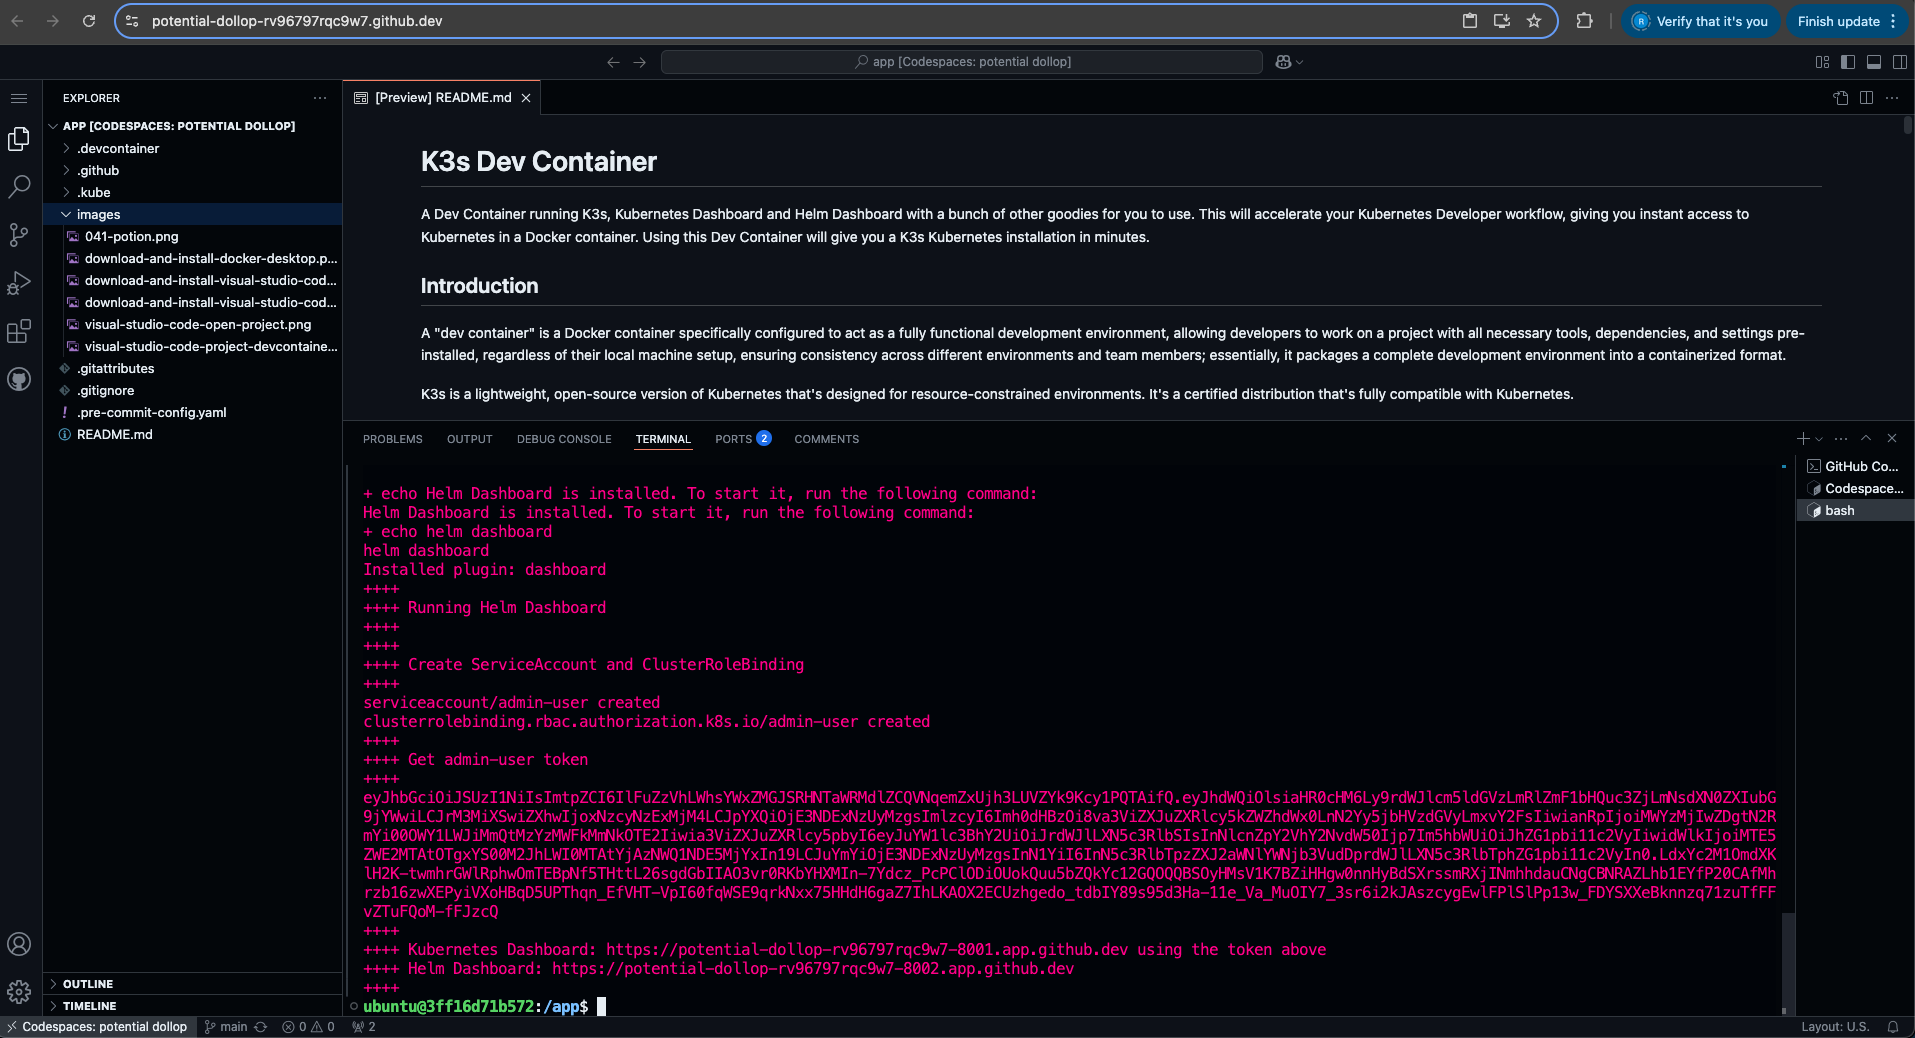 potential-dollop-rv96797rqc9w7.github.dev
Verify that it's you
Finish update
app [Codespaces: potential dollop]
EXPLORER
APP [CODESPACES: POTENTIAL DOLLOP]
.devcontainer
.github
.kube
images
041-potion.png
download-and-install-docker-desktop.p...
download-and-install-visual-studio-cod...
download-and-install-visual-studio-cod...
visual-studio-code-open-project.png
visual-studio-code-project-devcontaine...
.gitattributes
.gitignore
! .pre-commit-config.yaml
README.md
OUTLINE
TIMELINE
[Preview] README.md
K3s Dev Container
A Dev Container running K3s, Kubernetes Dashboard and Helm Dashboard with a bunch of other goodies for you to use. This will accelerate your Kubernetes Developer workflow, giving you instant access to
Kubernetes in a Docker container. Using this Dev Container will give you a K3s Kubernetes installation in minutes.
Introduction
A "dev container" is a Docker container specifically configured to act as a fully functional development environment, allowing developers to work on a project with all necessary tools, dependencies, and settings pre-
installed, regardless of their local machine setup, ensuring consistency across different environments and team members; essentially, it packages a complete development environment into a containerized format.
K3s is a lightweight, open-source version of Kubernetes that's designed for resource-constrained environments. It's a certified distribution that's fully compatible with Kubernetes.
PROBLEMS OUTPUT DEBUG CONSOLE TERMINAL PORTS 2 COMMENTS
GitHub Co...
Codespace...
bash
+ echo Helm Dashboard is installed. To start it, run the following command:
Helm Dashboard is installed. To start it, run the following command:
+ echo helm dashboard
helm dashboard
Installed plugin: dashboard
++++
++++ Running Helm Dashboard
++++
++++
++++ Create ServiceAccount and ClusterRoleBinding
++++
serviceaccount/admin-user created
clusterrolebinding.rbac.authorization.k8s.io/admin-user created
++++
++++ Get admin-user token
++++
++++
++++ Kubernetes Dashboard: https://potential-dollop-rv96797rqc9w7-8001.app.github.dev using the token above
++++ Helm Dashboard: https://potential-dollop-rv96797rqc9w7-8002.app.github.dev
++++
ubuntu@3ff16d71b572:/app$
Codespaces: potential dollop main 0 0 2
Layout: U.S.